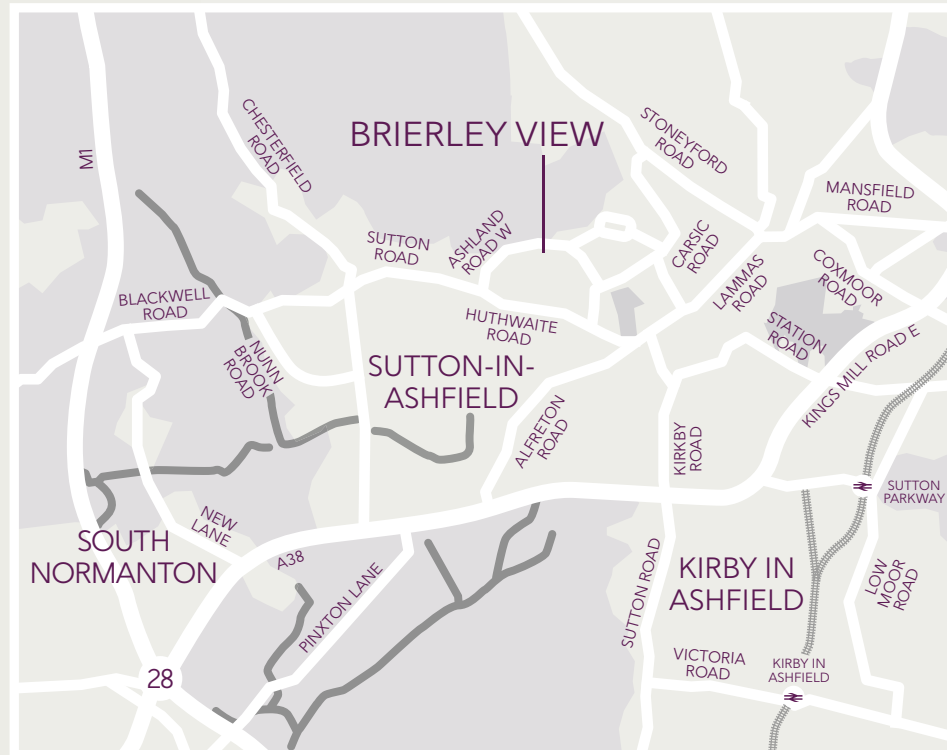 CHESTERFIELD
ROAD
M1
BRIERLEY VIEW
STONEYFORD
ROAD
MANSFIELD
ROAD
SUTTON
ROAD
ASHLAND
ROAD W
CARSIC
ROAD
LAMMAS
ROAD
COXMOOR
ROAD
BLACKWELL
ROAD
HUTHWAITE
ROAD
STATION
ROAD
KINGS MILL ROAD E
NUNN
BROOK
ROAD
SUTTON-IN-
ASHFIELD
ALFRETON
ROAD
KIRKBY
ROAD
SUTTON
PARKWAY
NEW
LANE
SOUTH
NORMANTON
A38
PINXTON LANE
SUTTON ROAD
KIRBY IN
ASHFIELD
LOW
MOOR
ROAD
VICTORIA
ROAD
KIRBY IN
ASHFIELD
28